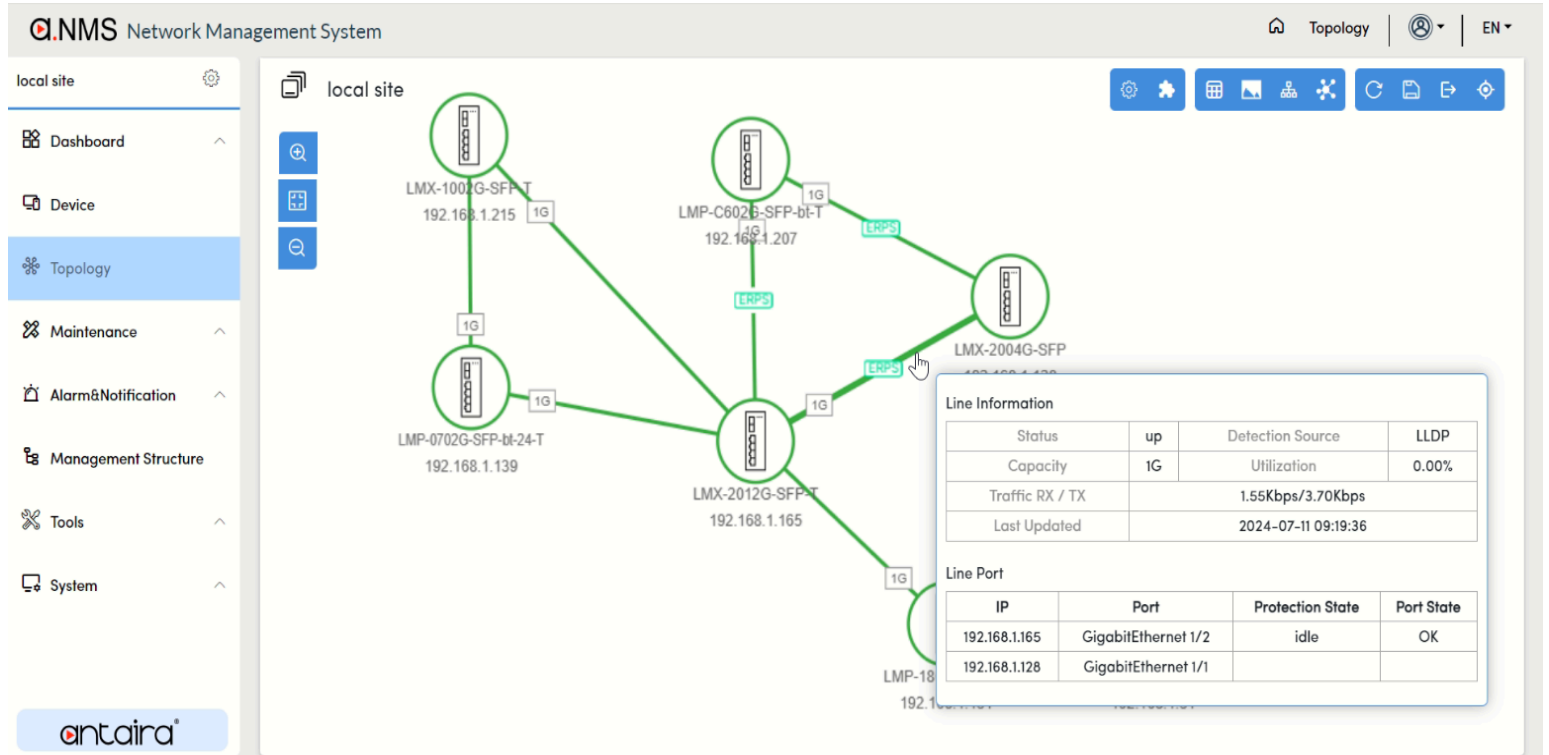 a.NMS Network Management System
Topology
EN
local site
local site
Dashboard
Device
Topology
Maintenance
Alarm&Notification
Management Structure
Tools
System
antaira®
LMX-1002G-SFP-T
192.168.1.215
1G
1G
LMP-C602G-SFP-bt-T
192.168.1.207
1G
1G
ERPS
ERPS
LMX-2004G-SFP
ERPS
1G
LMP-0702G-SFP-bt-24-T
192.168.1.139
1G
LMX-2012G-SFP-T
192.168.1.165
1G
LMP-18
192.1
Line Information
Status up Detection Source LLDP
Capacity 1G Utilization 0.00%
Traffic RX / TX 1.55Kbps/3.70Kbps
Last Updated 2024-07-11 09:19:36
Line Port
IP Port Protection State Port State
192.168.1.165 GigabitEthernet 1/2 idle OK
192.168.1.128 GigabitEthernet 1/1